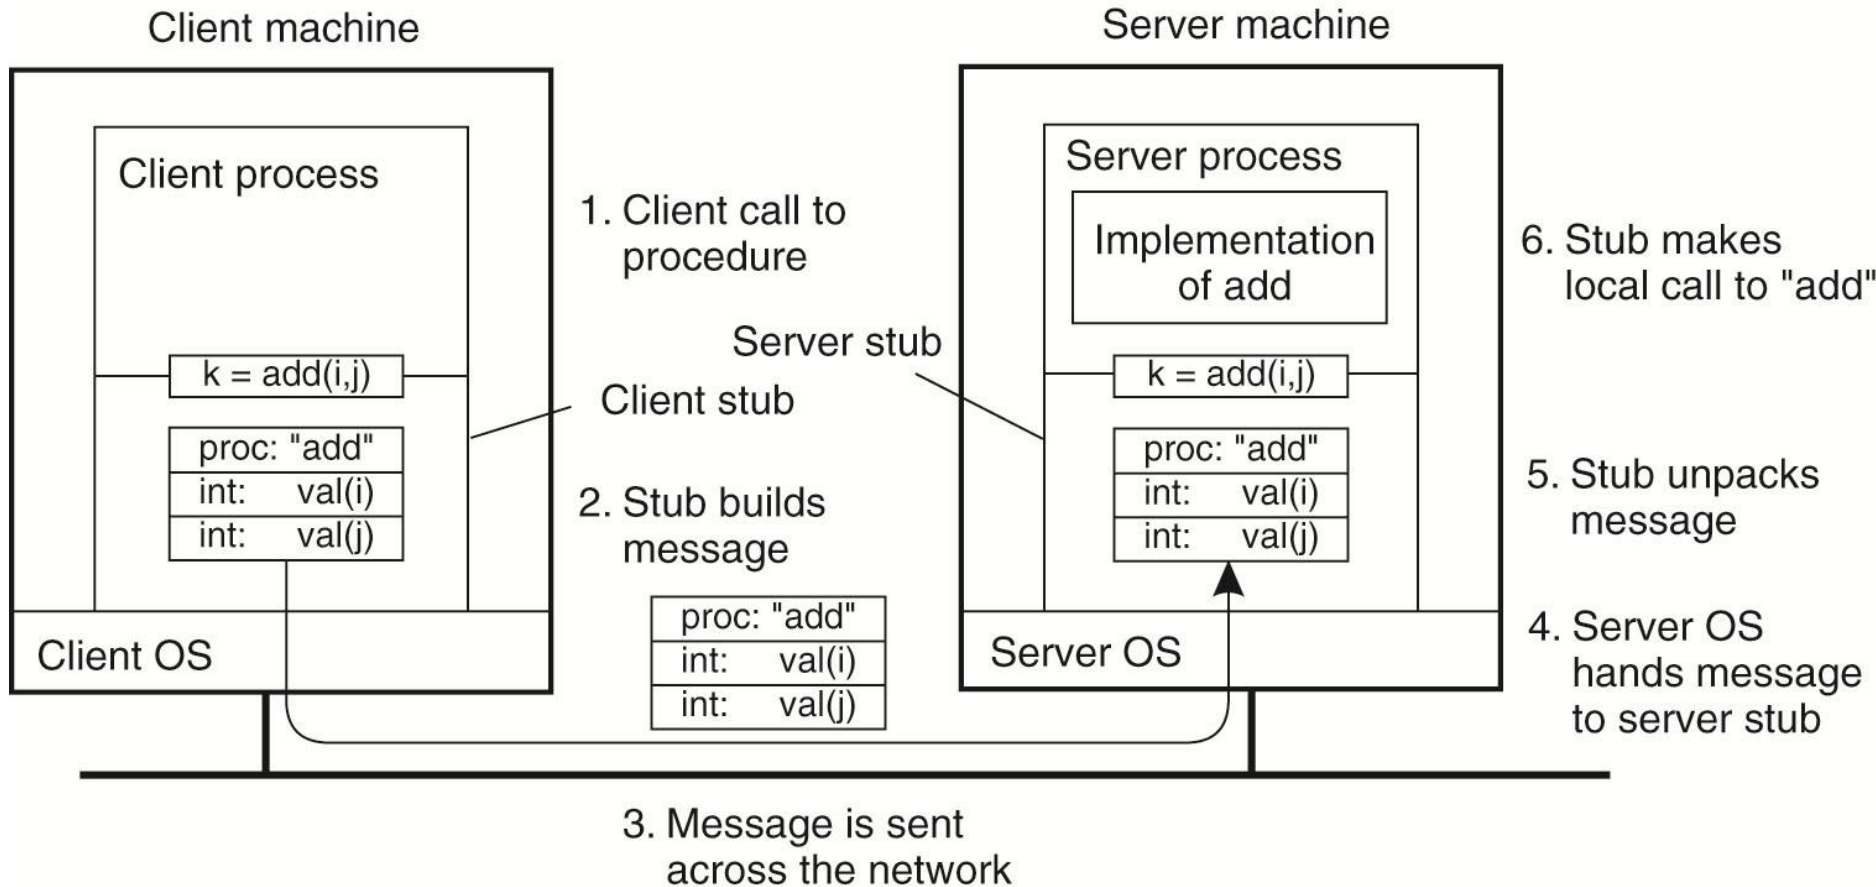 Client machine
Client process
k = add(i,j)
proc: "add"
int: val(i)
int: val(j)
Client OS
1. Client call to
procedure
Client stub
2. Stub builds
message
proc: "add"
int: val(i)
int: val(j)
3. Message is sent
across the network
Server machine
Server process
Implementation
of add
Server stub
k = add(i,j)
proc: "add"
int: val(i)
int: val(j)
Server OS
6. Stub makes
local call to "add"
5. Stub unpacks
message
4. Server OS
hands message
to server stub